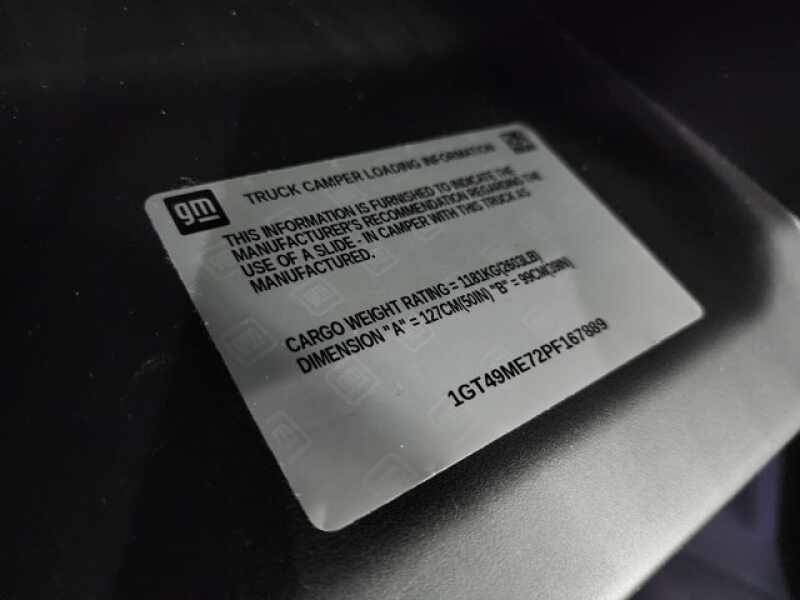 gm
TRUCK CAMPER LOADING INFORMATION
THIS INFORMATION IS FURNISHED TO INDICATE THE
MANUFACTURER'S RECOMMENDATION REGARDING THE
USE OF A SLIDE - IN CAMPER WITH THIS TRUCK AS
MANUFACTURED.
CARGO WEIGHT RATING = 1181KG(2603LB)
DIMENSION "A" = 127CM(50IN) "B" = 99CM(39IN)
1GT49ME72PF167889